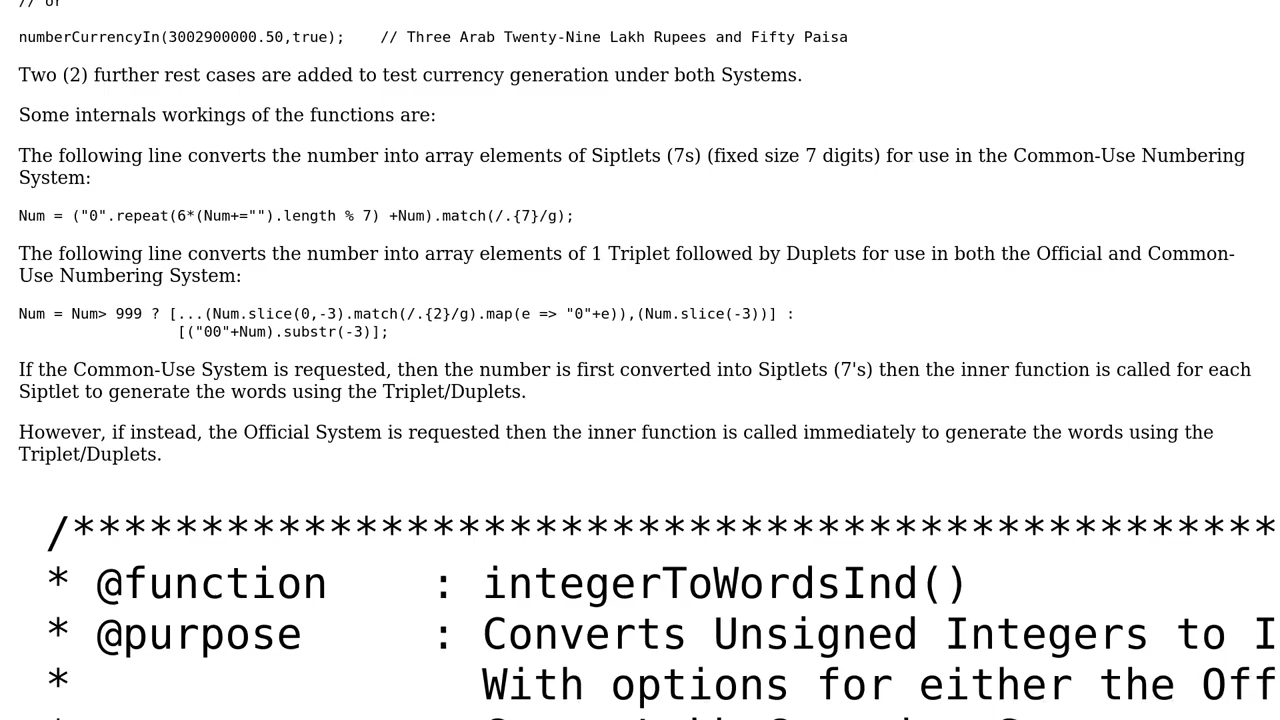 // or
numberCurrencyIn(3002900000.50,true);    // Three Arab Twenty-Nine Lakh Rupees and Fifty Paisa
Two (2) further rest cases are added to test currency generation under both Systems.
Some internals workings of the functions are:
The following line converts the number into array elements of Siptlets (7s) (fixed size 7 digits) for use in the Common-Use Numbering
System:
Num = ("0".repeat(6*(Num+="").length % 7) +Num).match(/.{7}/g);
The following line converts the number into array elements of 1 Triplet followed by Duplets for use in both the Official and Common-
Use Numbering System:
Num = Num> 999 ? [...(Num.slice(0,-3).match(/.{2}/g).map(e => "0"+e)),(Num.slice(-3))] :
                  [("00"+Num).substr(-3)];
If the Common-Use System is requested, then the number is first converted into Siptlets (7's) then the inner function is called for each
Siptlet to generate the words using the Triplet/Duplets.
However, if instead, the Official System is requested then the inner function is called immediately to generate the words using the
Triplet/Duplets.
/***********************************************
* @function    : integerToWordsInd()
* @purpose     : Converts Unsigned Integers to I
*                With options for either the Off